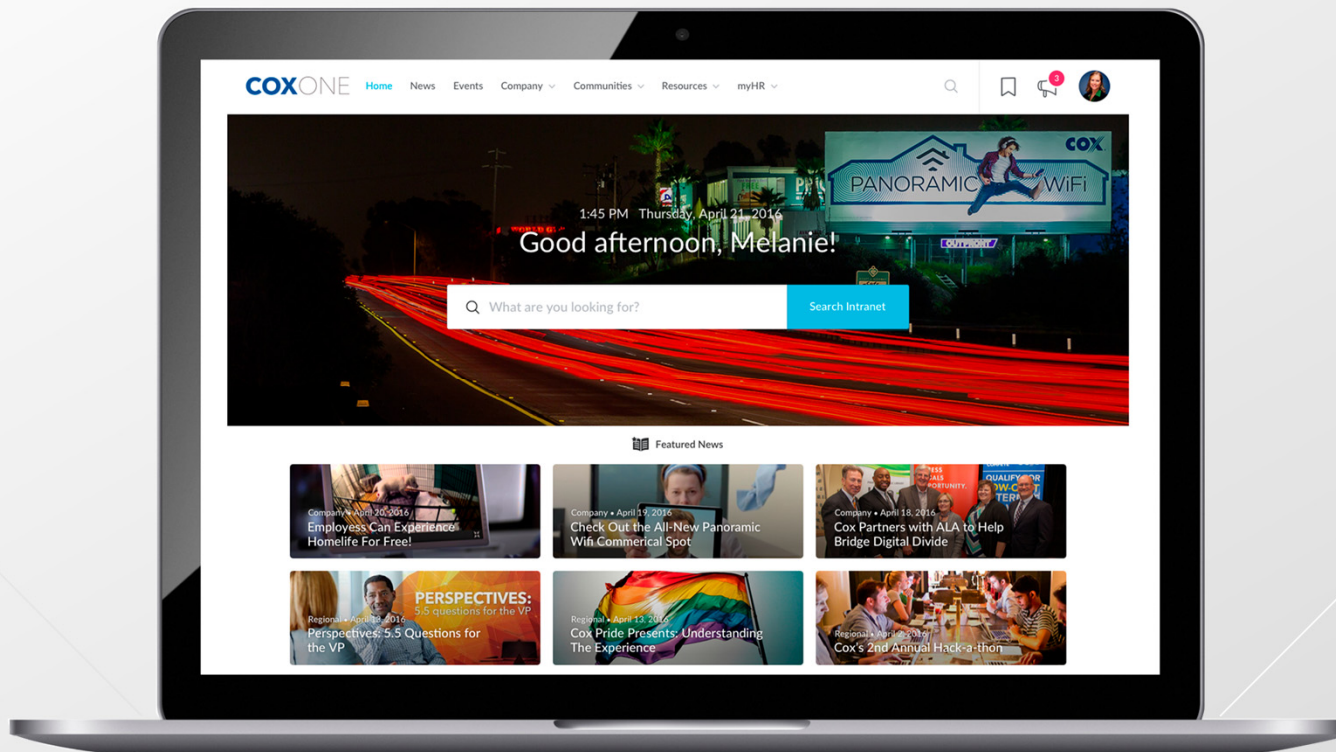 COXONE
Home
News
Events
Company
Communities
Resources
myHR
3
COX
PANORAMIC WiFi
OUTFRONT/
1:45 PM Thursday, April 21, 2016
Good afternoon, Melanie!
What are you looking for?
Search Intranet
Featured News
Company • April 20, 2016
Employess Can Experience
Homelife For Free!
Company • April 19, 2016
Check Out the All-New Panoramic
Wifi Commerical Spot
OPPORTUNITY.
QUALIFY FOR
Company • April 18, 2016
Cox Partners with ALA to Help
Bridge Digital Divide
PERSPECTIVES:
5.5 questions for the VP
Perspectives: 5.5 Questions for
the VP
Regional • April 13, 2016
Cox Pride Presents: Understanding
The Experience
Cox's 2nd Annual Hack-a-thon